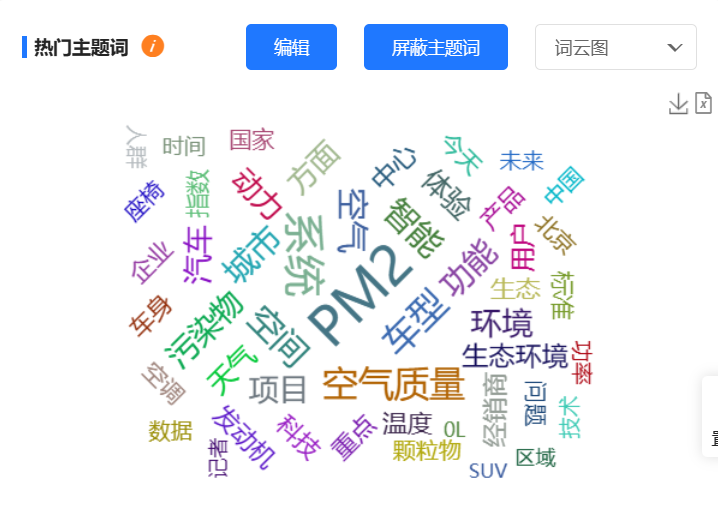 热门主题词
编辑
屏蔽主题词
词云图
人群
时间
国家
方面
中心
今天
未来
中国
座椅
指数
动力
空气
体验
产品
北京
企业
汽车
城市
系统
智能
功能
用户
标准
PM2
车型
生态
车身
污染物
空间
环境
生态环境
功率
空调
天气
项目
空气质量
经销商
问题
技术
数据
发动机
科技
重点
温度
0L
颗粒物
记者
SUV
区域